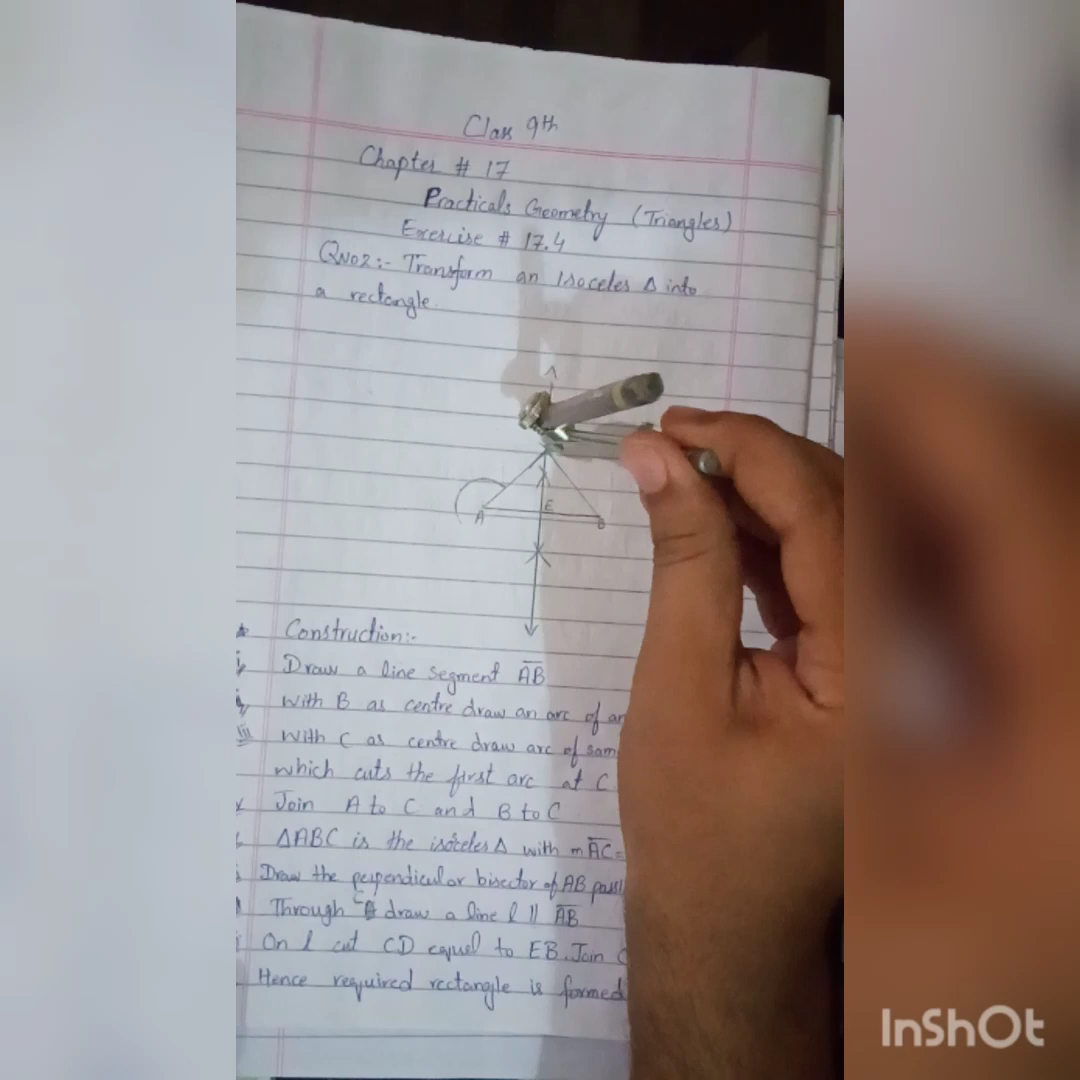 Class 9th
Chapter # 17
Practicals Geometry (Triangles)
Exercise # 17.4
QNo2:- Transform an Isoceles Δ into
a rectangle.
A E B
Construction:-
Draw a line segment AB
With B as centre draw an arc of
With C as centre draw arc of
which cuts the first arc at C
Join A to C and B to C
ΔABC is the isoceles Δ with mAC=
Draw the perpendicular bisector of AB
Through C draw a line l || AB
On l cut CD equal to EB. Join
Hence required rectangle is formed
InShOt